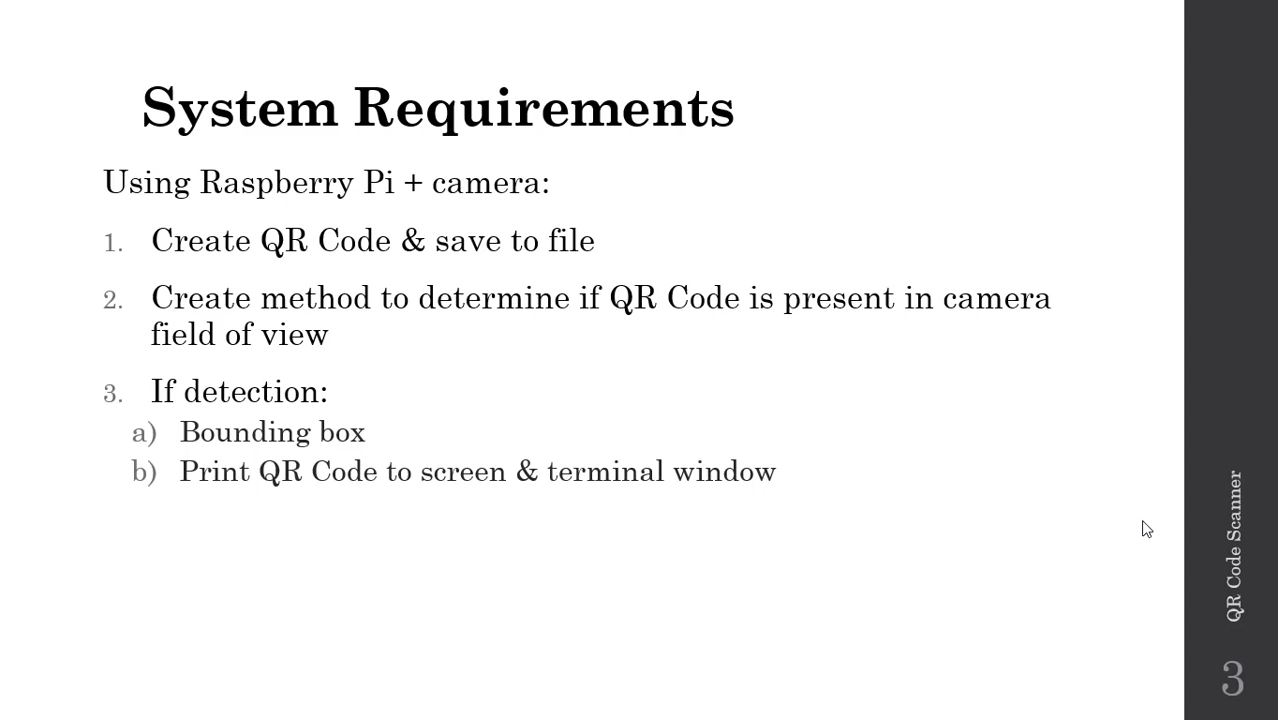 System Requirements
Using Raspberry Pi + camera:
1. Create QR Code & save to file
2. Create method to determine if QR Code is present in camera
field of view
3. If detection:
a) Bounding box
b) Print QR Code to screen & terminal window
QR Code Scanner
3